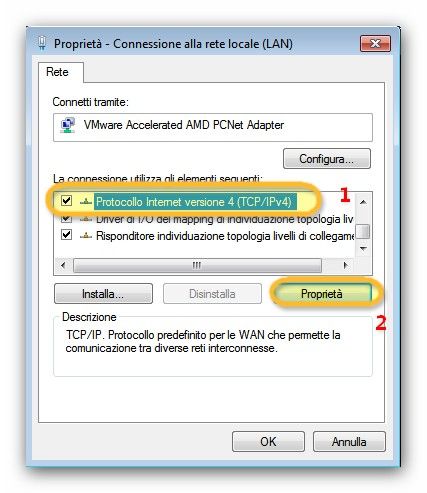 Proprietà - Connessione alla rete locale (LAN)
Rete
Connetti tramite:
VMware Accelerated AMD PCNet Adapter
Configura...
La connessione utilizza gli elementi seguenti:
Protocollo Internet versione 4 (TCP/IPv4)
1
Driver di I/O del mapping di individuazione topologia liv
Risponditore individuazione topologia livelli di collegame
Installa...
Disinstalla
Proprietà
2
Descrizione
TCP/IP. Protocollo predefinito per le WAN che permette la
comunicazione tra diverse reti interconnesse.
OK
Annulla